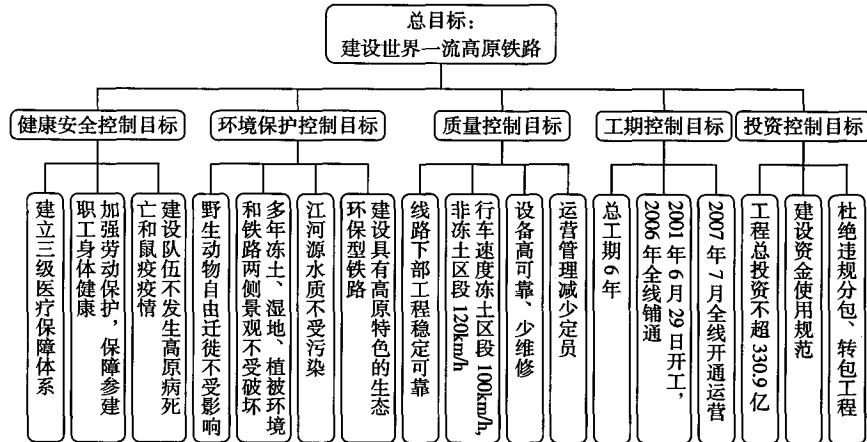 总目标：
建设世界一流高原铁路
健康安全控制目标
环境保护控制目标
质量控制目标
工期控制目标
投资控制目标
建立三级医疗保障体系
加强劳动保护，保障参建
职工身体健康
建设队伍不发生高原病死
亡和鼠疫疫情
野生动物自由迁徙不受影响
多年冻土、湿地、植被环境
和铁路两侧景观不受破坏
江河源水质不受污染
建设具有高原特色的生态
环保型铁路
线路下部工程稳定可靠
行车速度冻土区段100km/h，
非冻土区段120km/h
设备高可靠、少维修
运营管理减少定员
总工期6年
2001年6月29日开工，
2006年全线铺通
2007年7月全线开通运营
工程总投资不超330.9亿
建设资金使用规范
杜绝违规分包、转包工程